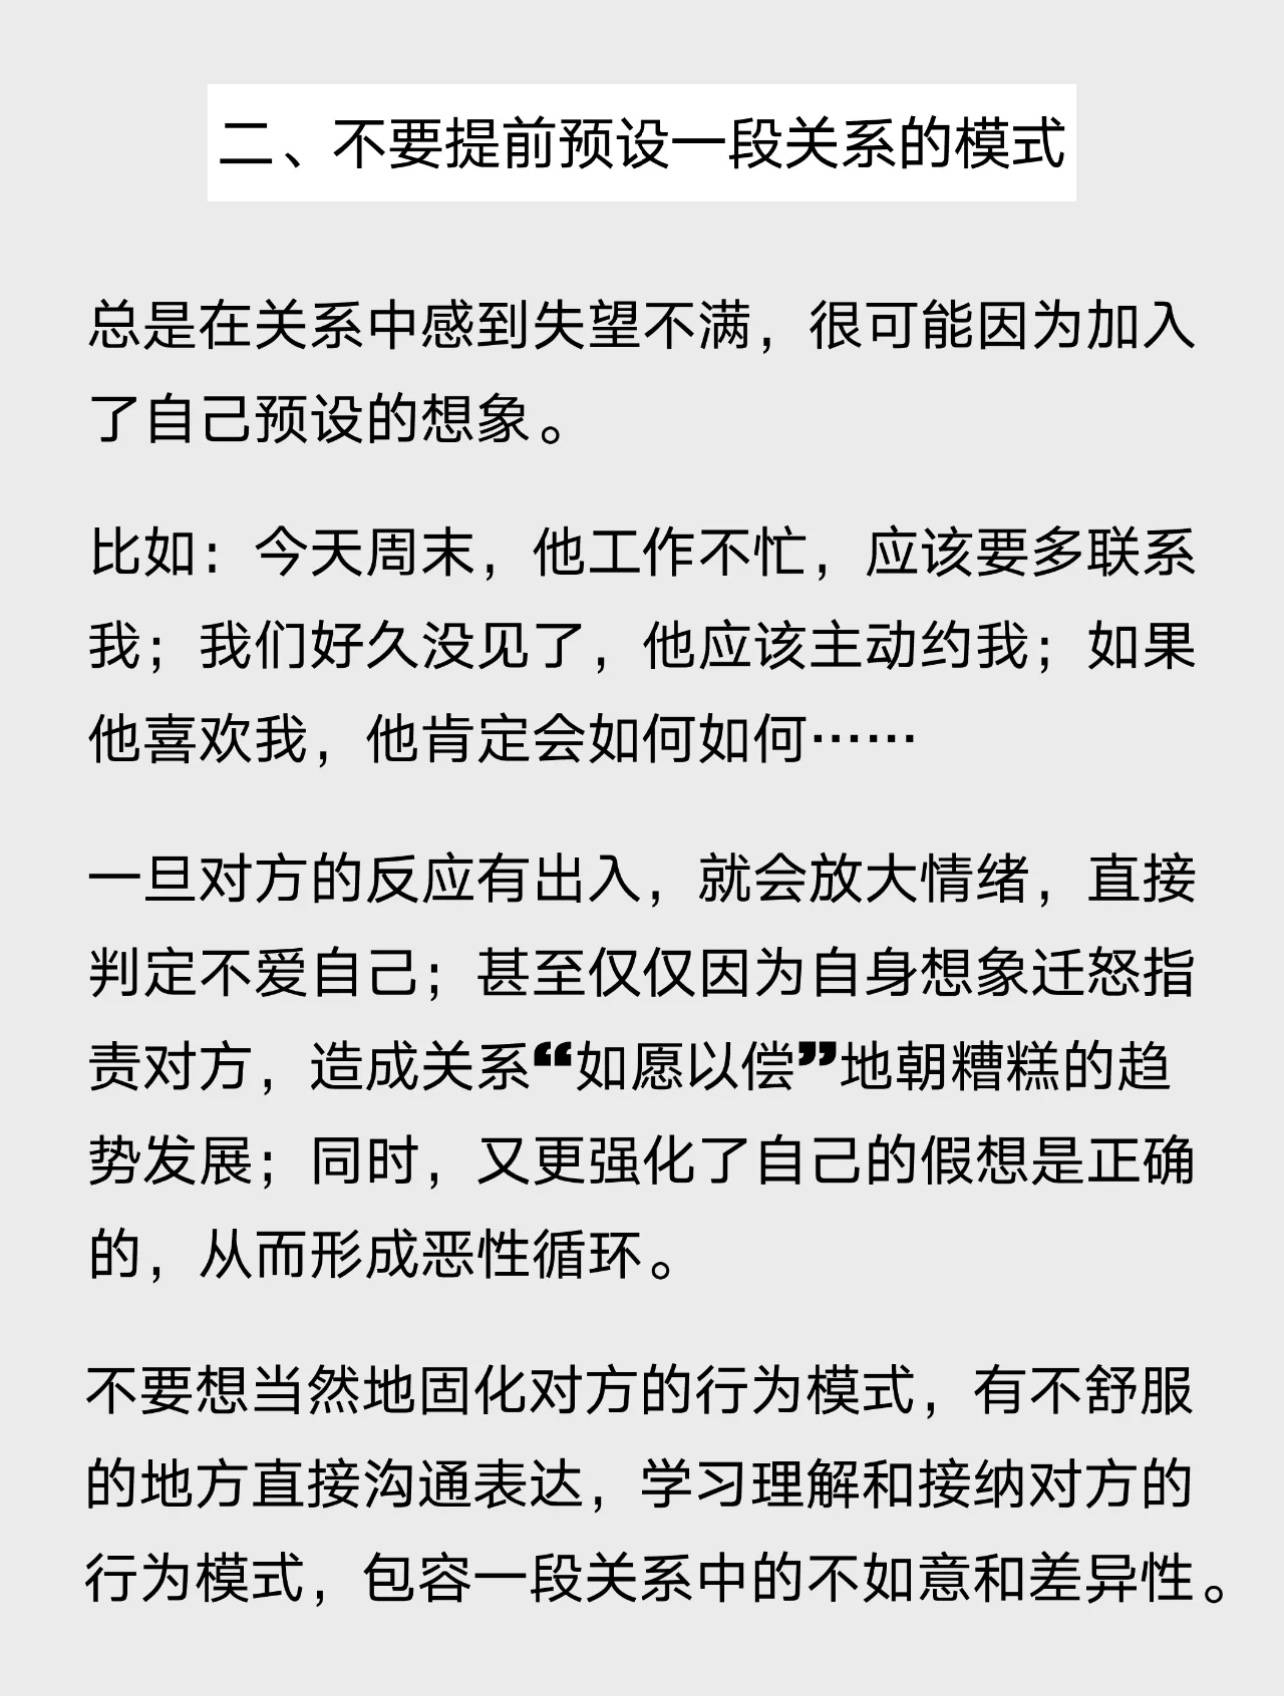 二、不要提前预设一段关系的模式
总是在关系中感到失望不满，很可能因为加入
了自己预设的想象。
比如：今天周末，他工作不忙，应该要多联系
我；我们好久没见了，他应该主动约我；如果
他喜欢我，他肯定会如何如何……
一旦对方的反应有出入，就会放大情绪，直接
判定不爱自己；甚至仅仅因为自身想象迁怒指
责对方，造成关系“如愿以偿”地朝糟糕的趋
势发展；同时，又更强化了自己的假想是正确
的，从而形成恶性循环。
不要想当然地固化对方的行为模式，有不舒服
的地方直接沟通表达，学习理解和接纳对方的
行为模式，包容一段关系中的不如意和差异性。